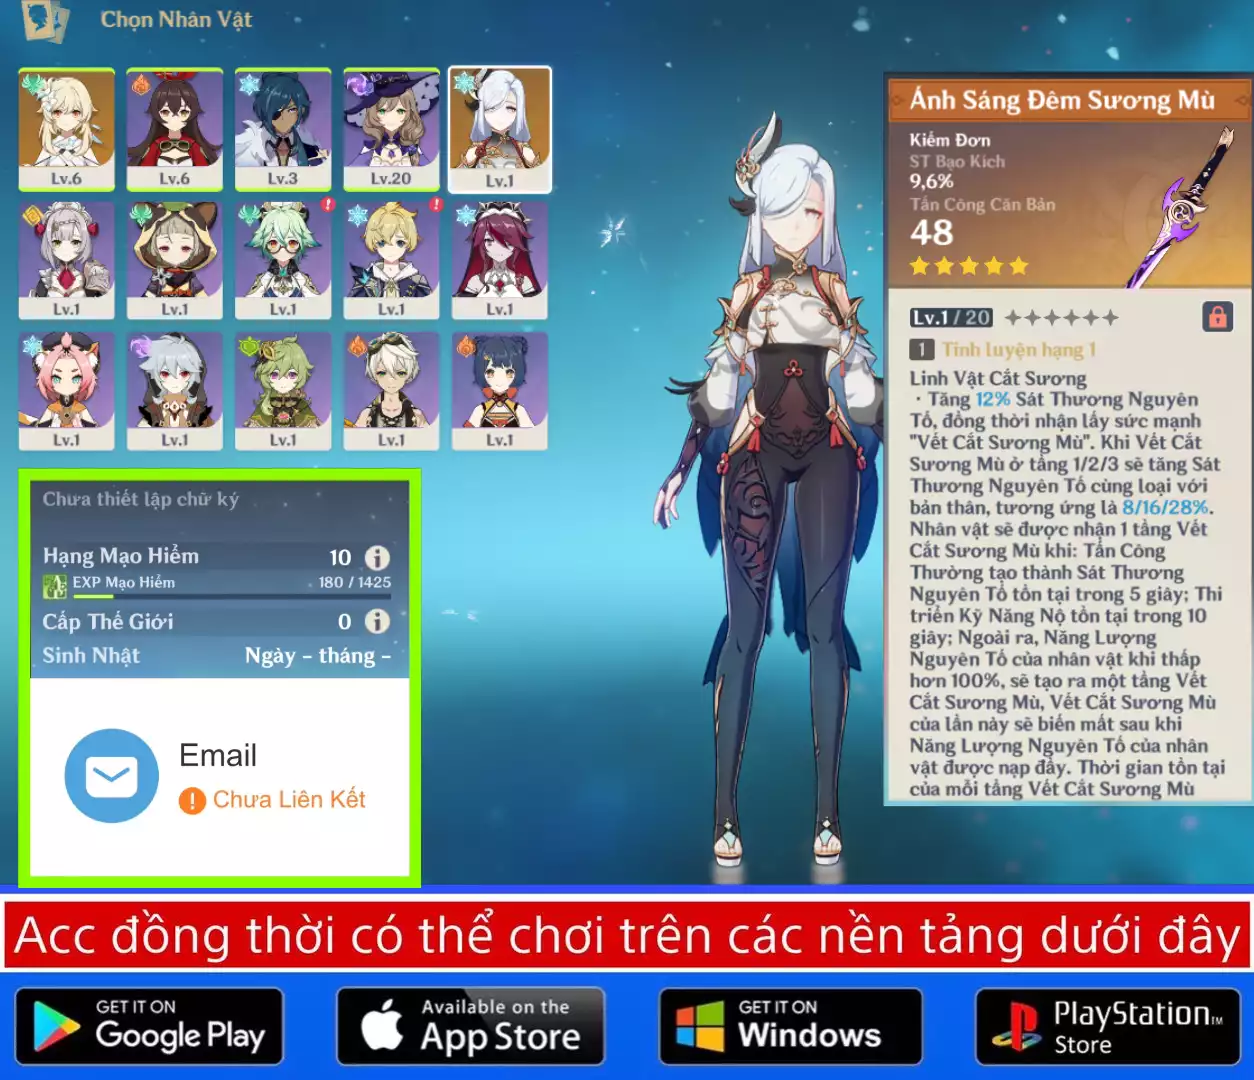 Chọn Nhân Vật
Lv.6
Lv.6
Lv.3
Lv.20
Lv.1
Lv.1
Lv.1
Lv.1
Lv.1
Lv.1
Lv.1
Lv.1
Lv.1
Lv.1
Lv.1
Chưa thiết lập chữ ký
Hạng Mạo Hiểm 10
EXP Mạo Hiểm 180 / 1425
Cấp Thế Giới 0
Sinh Nhật Ngày - tháng -
Email
Chưa Liên Kết
Ánh Sáng Đêm Sương Mù
Kiếm Đơn
ST Bạo Kích
9,6%
Tấn Công Căn Bản
48
Lv.1 / 20
1 Tinh luyện hạng 1
Linh Vật Cắt Sương
· Tăng 12% Sát Thương Nguyên
Tố, đồng thời nhận lấy sức mạnh
"Vết Cắt Sương Mù". Khi Vết Cắt
Sương Mù ở tầng 1/2/3 sẽ tăng Sát
Thương Nguyên Tố cùng loại với
bản thân, tương ứng là 8/16/28%.
Nhân vật sẽ được nhận 1 tầng Vết
Cắt Sương Mù khi: Tấn Công
Thường tạo thành Sát Thương
Nguyên Tố tồn tại trong 5 giây; Thi
triển Kỹ Năng Nộ tồn tại trong 10
giây; Ngoài ra, Năng Lượng
Nguyên Tố của nhân vật khi thấp
hơn 100%, sẽ tạo ra một tầng Vết
Cắt Sương Mù, Vết Cắt Sương Mù
của lần này sẽ biến mất sau khi
Năng Lượng Nguyên Tố của nhân
vật được nạp đầy. Thời gian tồn tại
của mỗi tầng Vết Cắt Sương Mù
Acc đồng thời có thể chơi trên các nền tảng dưới đây
GET IT ON
Google Play
Available on the
App Store
GET IT ON
Windows
PlayStation™
Store